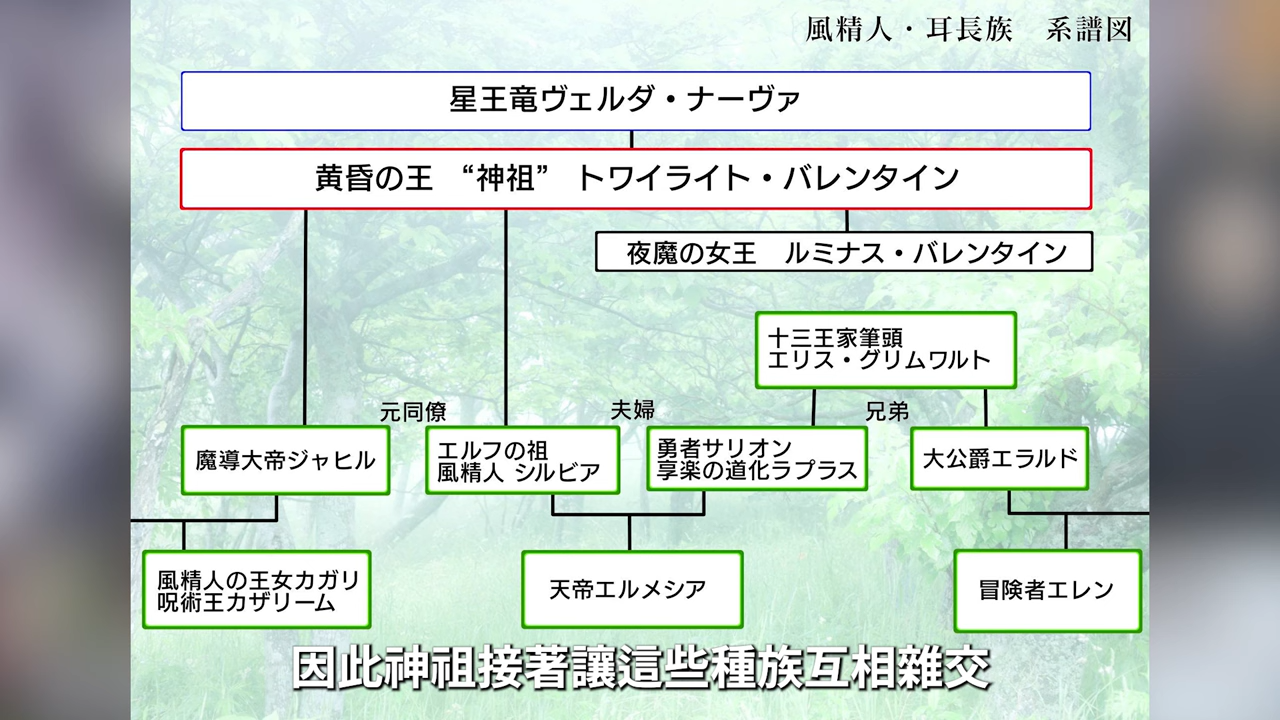 風精人・耳長族　系譜図
星王竜ヴェルダ・ナーヴァ
黄昏の王　“神祖”　トワイライト・バレンタイン
夜魔の女王　ルミナス・バレンタイン
十三王家筆頭
エリス・グリムワルト
元同僚
夫婦
兄弟
魔導大帝ジャヒル
エルフの祖
風精人 シルビア
勇者サリオン
享楽の道化ラプラス
大公爵エラルド
風精人の王女カガリ
呪術王カザリーム
天帝エルメシア
冒険者エレン
因此神祖接著讓這些種族互相雜交